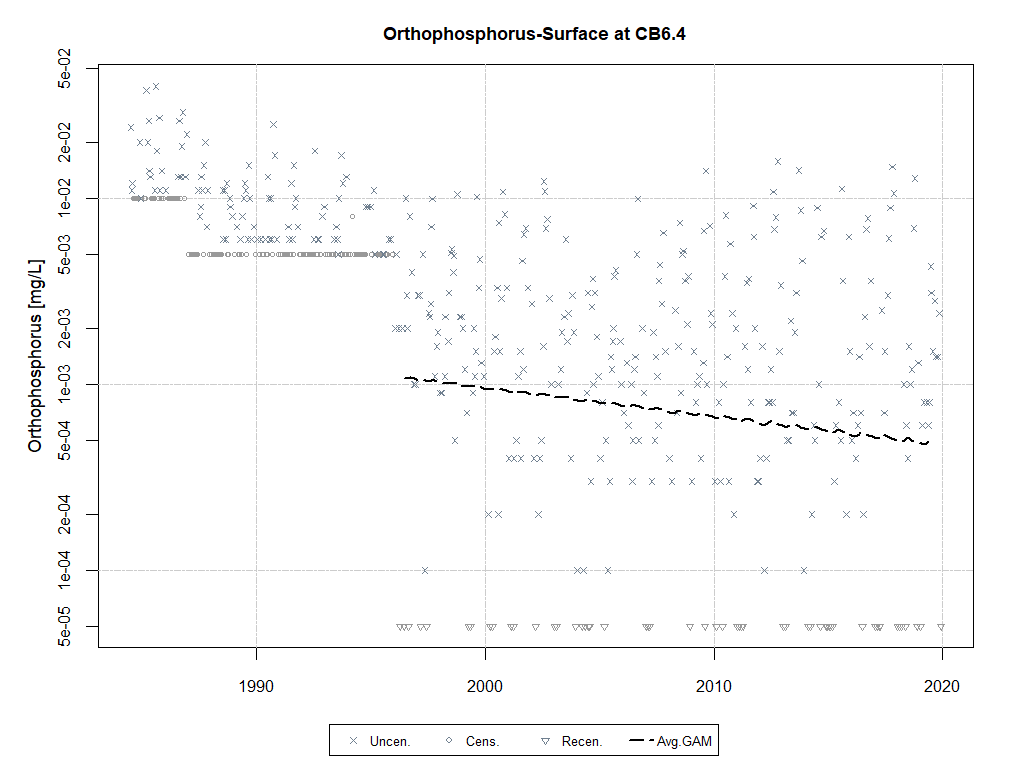 Orthophosphorus-Surface at CB6.4
Orthophosphorus [mg/L]
5e-02
2e-02
1e-02
5e-03
2e-03
1e-03
5e-04
2e-04
1e-04
5e-05
1990 2000 2010 2020
Uncen. Cens. Recen. Avg.GAM